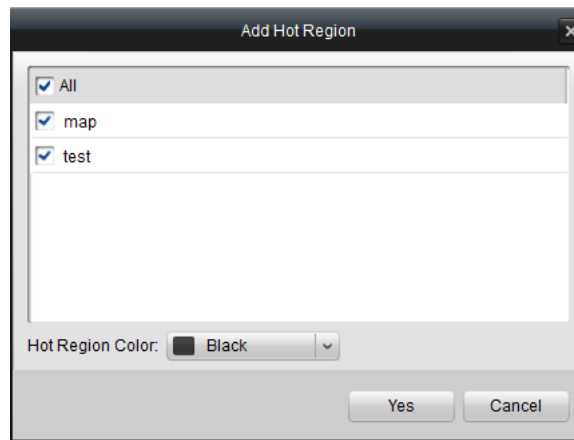 Add Hot Region
All
map
test
Hot Region Color: Black
Yes Cancel